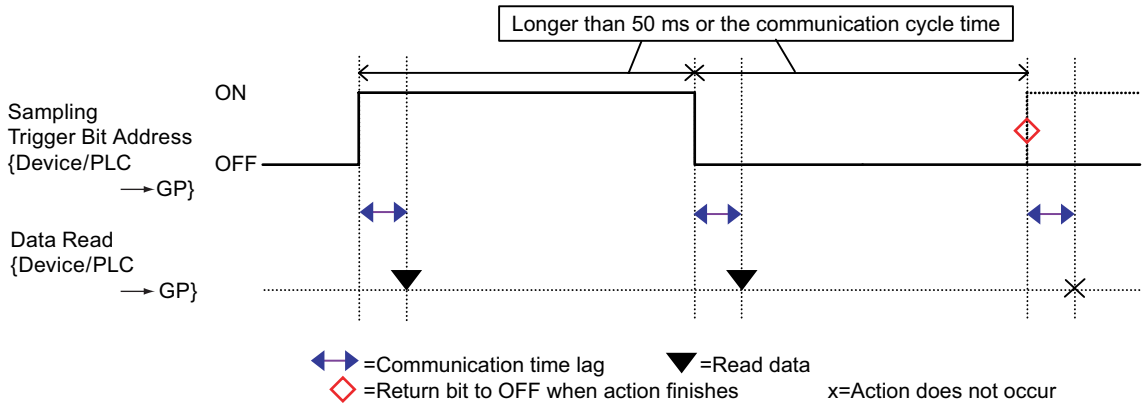 Longer than 50 ms or the communication cycle time
ON
Sampling
Trigger Bit Address
{Device/PLC
→ GP}
OFF
Data Read
{Device/PLC
→ GP}
=Communication time lag =Read data
=Return bit to OFF when action finishes x=Action does not occur